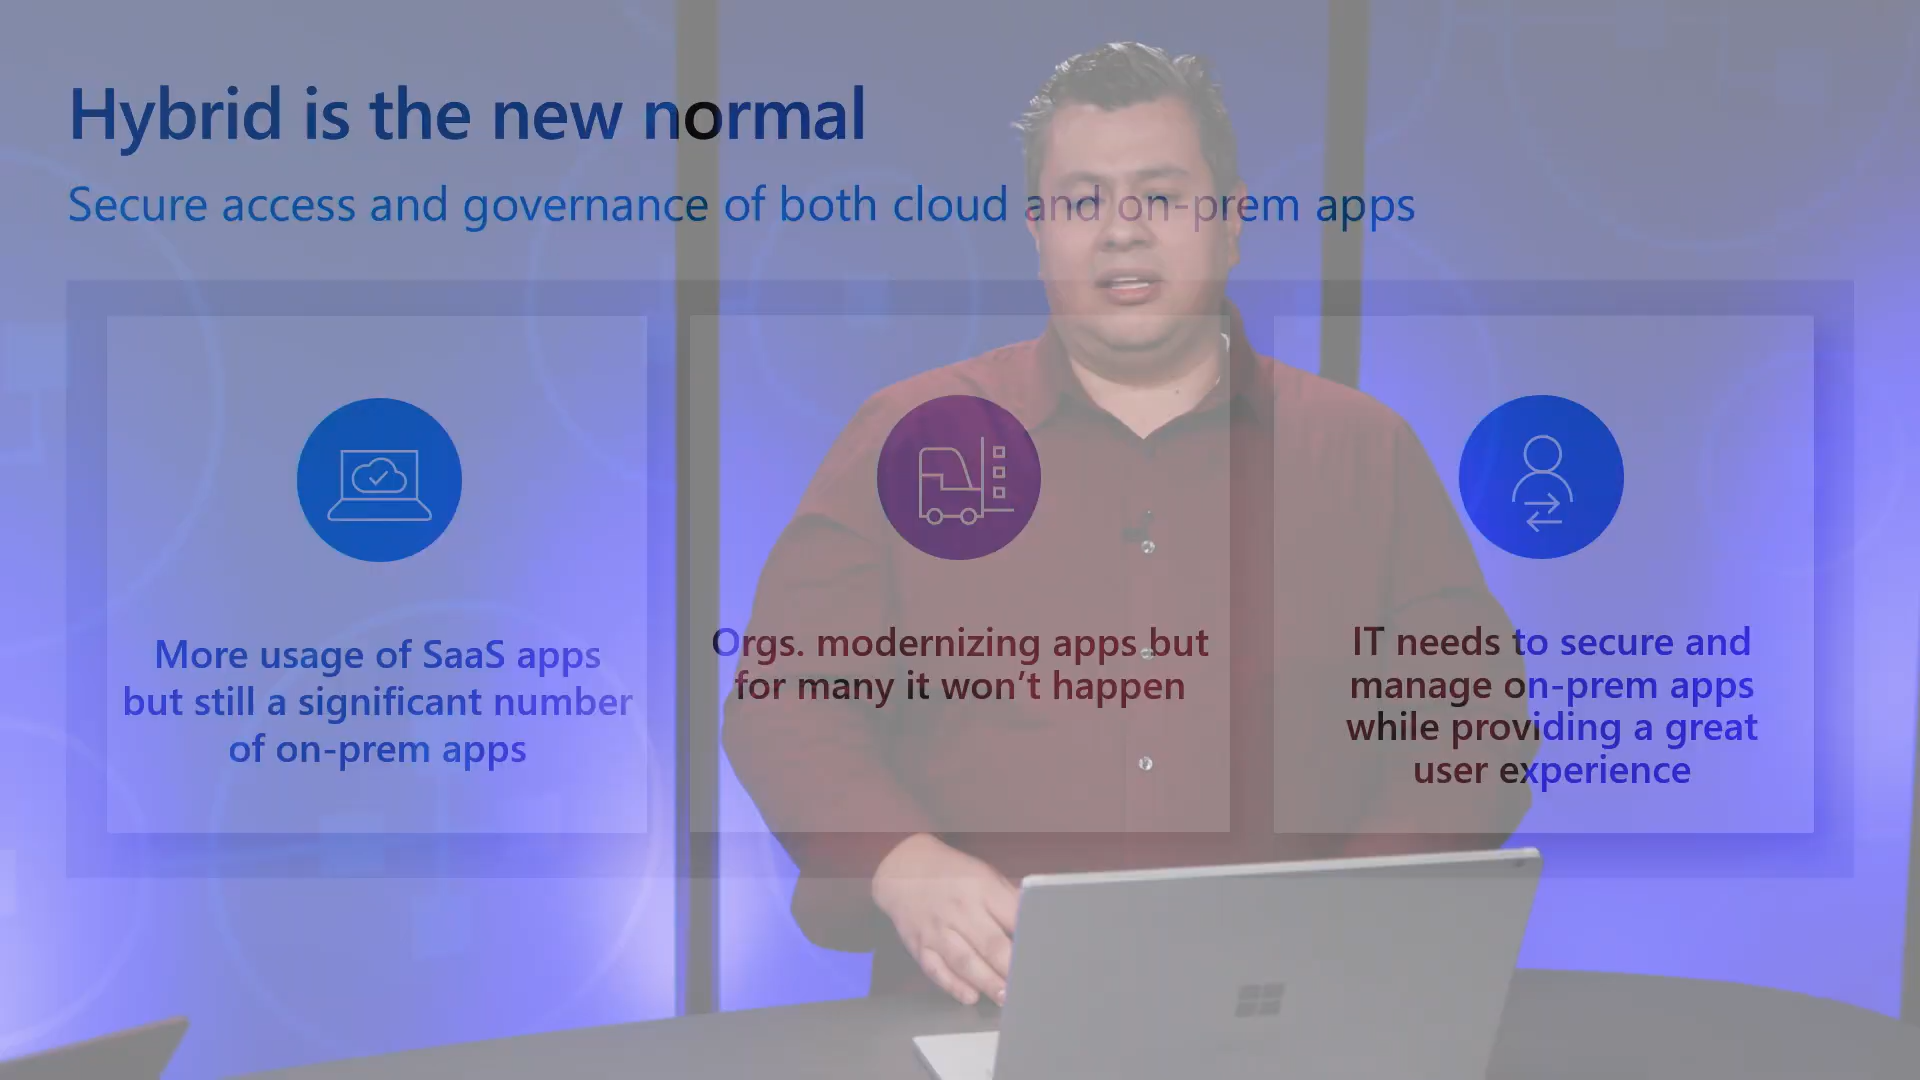 Hybrid is the new normal
Secure access and governance of both cloud and on-prem apps
More usage of SaaS apps
but still a significant number
of on-prem apps
Orgs. modernizing apps but
for many it won't happen
IT needs to secure and
manage on-prem apps
while providing a great
user experience